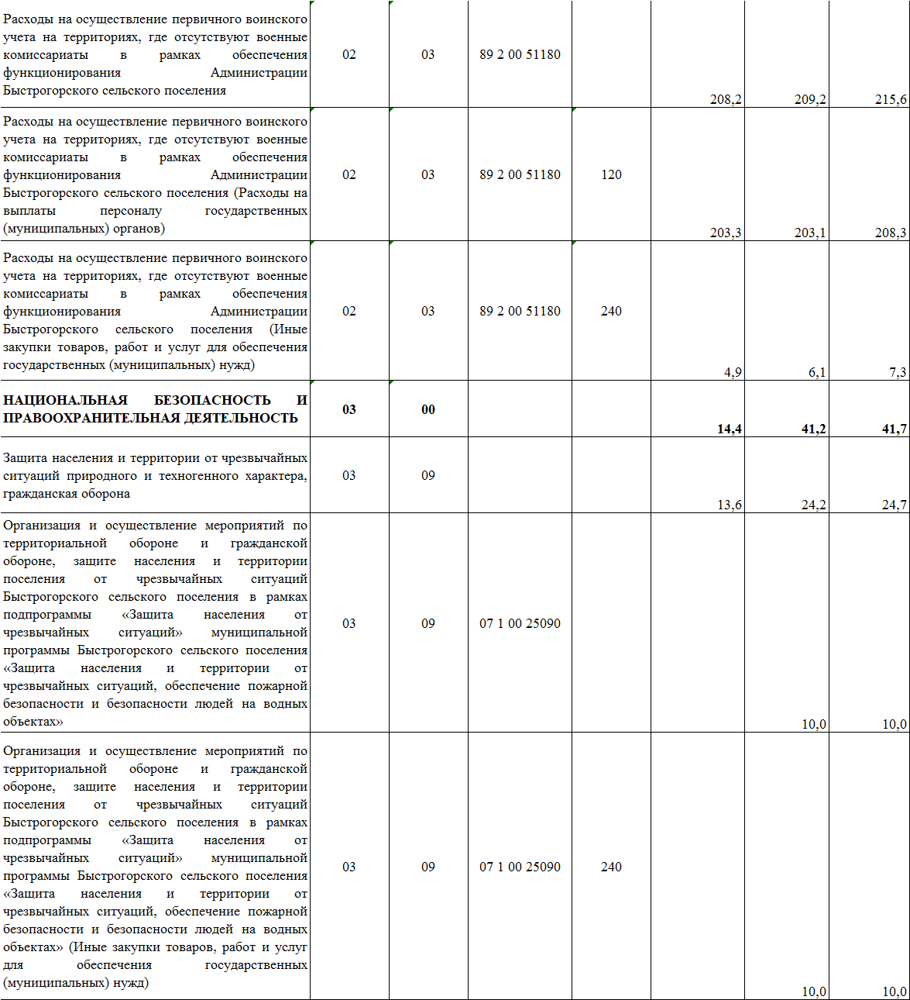 Расходы на осуществление первичного воинского
учета на территориях, где отсутствуют военные
комиссариаты в рамках обеспечения
функционирования Администрации
Быстрогорского сельского поселения
02 03 89 2 00 51180
208,2 209,2 215,6
Расходы на осуществление первичного воинского
учета на территориях, где отсутствуют военные
комиссариаты в рамках обеспечения
функционирования Администрации
Быстрогорского сельского поселения (Расходы на
выплаты персоналу государственных
(муниципальных) органов)
02 03 89 2 00 51180 120
203,3 203,1 208,3
Расходы на осуществление первичного воинского
учета на территориях, где отсутствуют военные
комиссариаты в рамках обеспечения
функционирования Администрации
Быстрогорского сельского поселения (Иные
закупки товаров, работ и услуг для обеспечения
государственных (муниципальных) нужд)
02 03 89 2 00 51180 240
4,9 6,1 7,3
НАЦИОНАЛЬНАЯ БЕЗОПАСНОСТЬ И
ПРАВООХРАНИТЕЛЬНАЯ ДЕЯТЕЛЬНОСТЬ
03 00
14,4 41,2 41,7
Защита населения и территории от чрезвычайных
ситуаций природного и техногенного характера,
гражданская оборона
03 09
13,6 24,2 24,7
Организация и осуществление мероприятий по
территориальной обороне и гражданской
обороне, защите населения и территории
поселения от чрезвычайных ситуаций
Быстрогорского сельского поселения в рамках
подпрограммы «Защита населения от
чрезвычайных ситуаций» муниципальной
программы Быстрогорского сельского поселения
«Защита населения и территории от
чрезвычайных ситуаций, обеспечение пожарной
безопасности и безопасности людей на водных
объектах»
03 09 07 1 00 25090
10,0 10,0
Организация и осуществление мероприятий по
территориальной обороне и гражданской
обороне, защите населения и территории
поселения от чрезвычайных ситуаций
Быстрогорского сельского поселения в рамках
подпрограммы «Защита населения от
чрезвычайных ситуаций» муниципальной
программы Быстрогорского сельского поселения
«Защита населения и территории от
чрезвычайных ситуаций, обеспечение пожарной
безопасности и безопасности людей на водных
объектах» (Иные закупки товаров, работ и услуг
для обеспечения государственных
(муниципальных) нужд)
03 09 07 1 00 25090 240
10,0 10,0